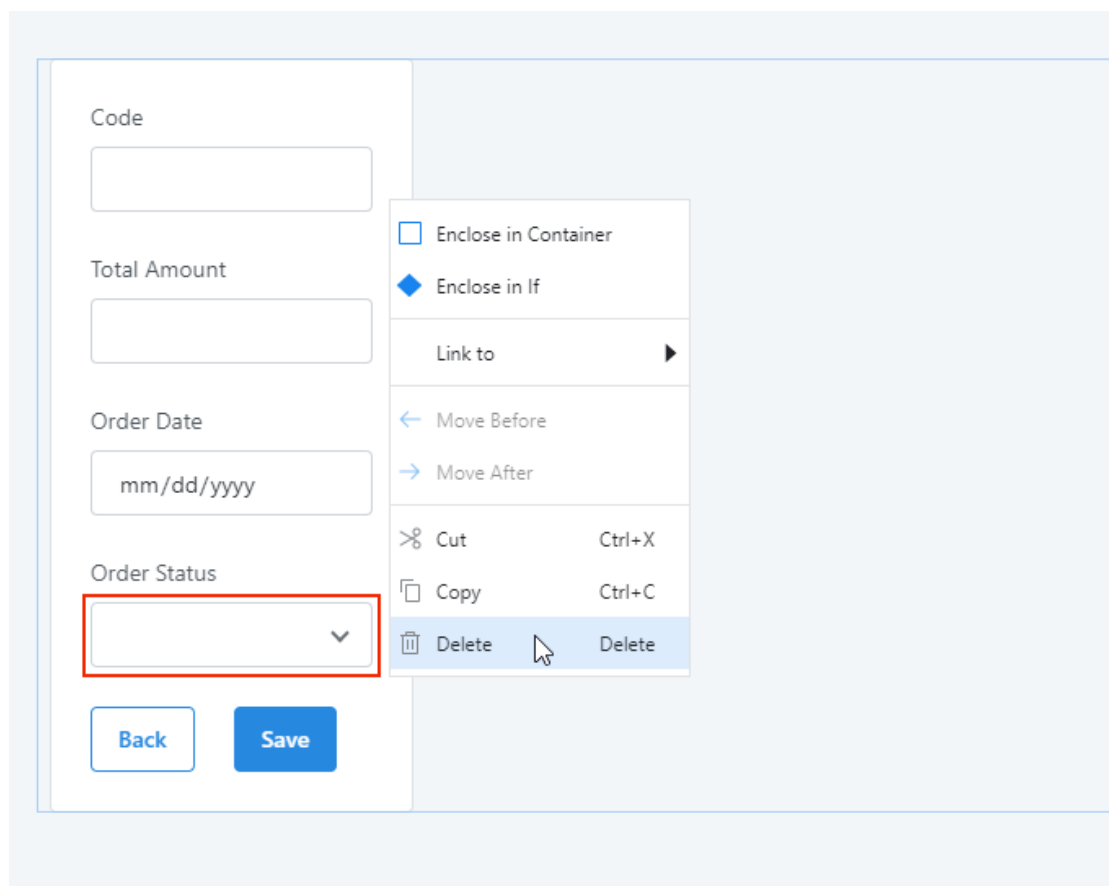 Code
Total Amount
Order Date
mm/dd/yyyy
Order Status
Back Save
Enclose in Container
Enclose in If
Link to
Move Before
Move After
Cut Ctrl+X
Copy Ctrl+C
Delete Delete